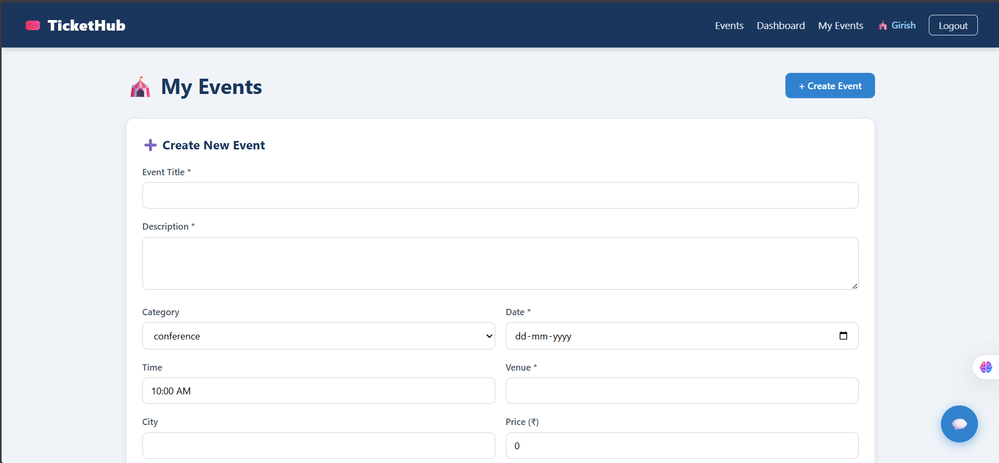 TicketHub
Events Dashboard My Events Girish Logout
My Events
+ Create Event
Create New Event
Event Title *
Description *
Category
Date *
conference
dd-mm-yyyy
Time
Venue *
10:00 AM
City
Price (₹)
0